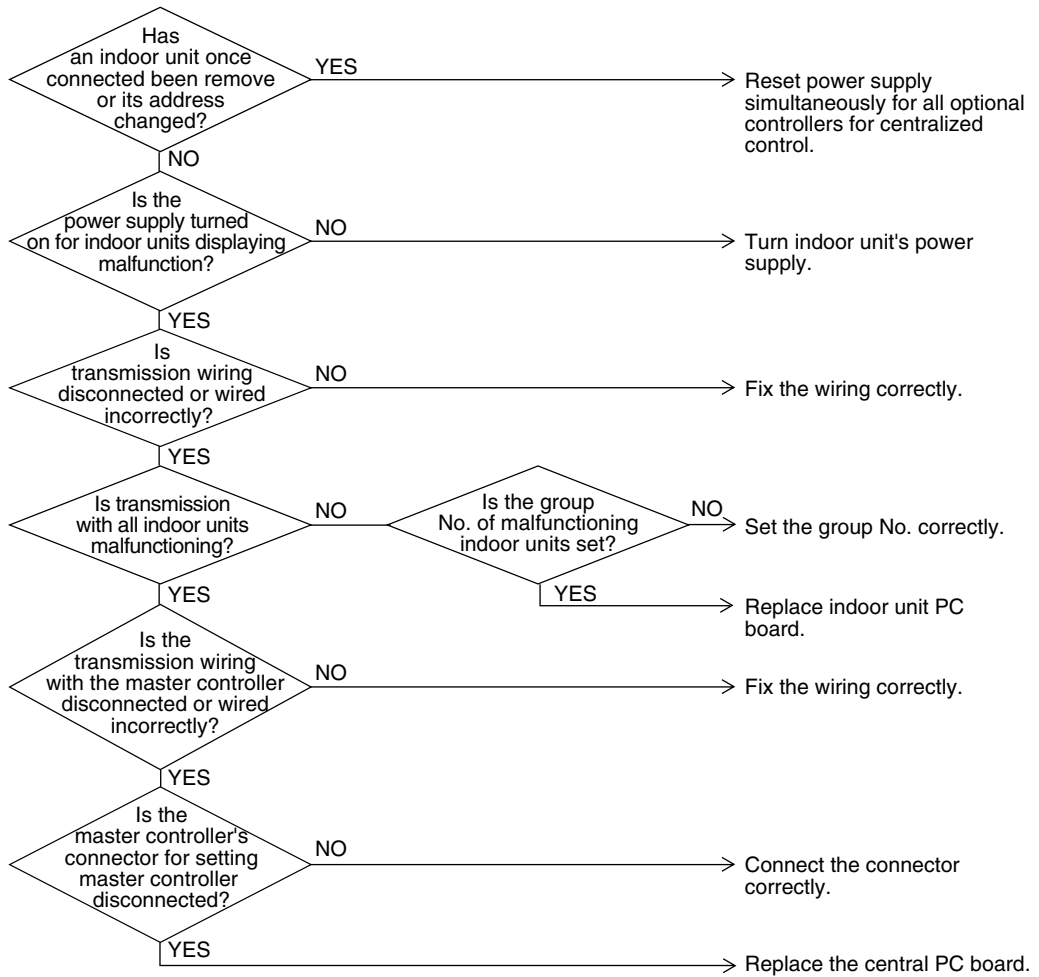 Has
an indoor unit once
connected been remove
or its address
changed?
YES
Reset power supply
simultaneously for all optional
controllers for centralized
control.
NO
Is the
power supply turned
on for indoor units displaying
malfunction?
NO
Turn indoor unit's power
supply.
YES
Is
transmission wiring
disconnected or wired
incorrectly?
NO
Fix the wiring correctly.
YES
Is transmission
with all indoor units
malfunctioning?
NO
Is the group
No. of malfunctioning
indoor units set?
NO
Set the group No. correctly.
YES
Replace indoor unit PC
board.
YES
Is the
transmission wiring
with the master controller
disconnected or wired
incorrectly?
NO
Fix the wiring correctly.
YES
Is the
master controller's
connector for setting
master controller
disconnected?
NO
Connect the connector
correctly.
YES
Replace the central PC board.